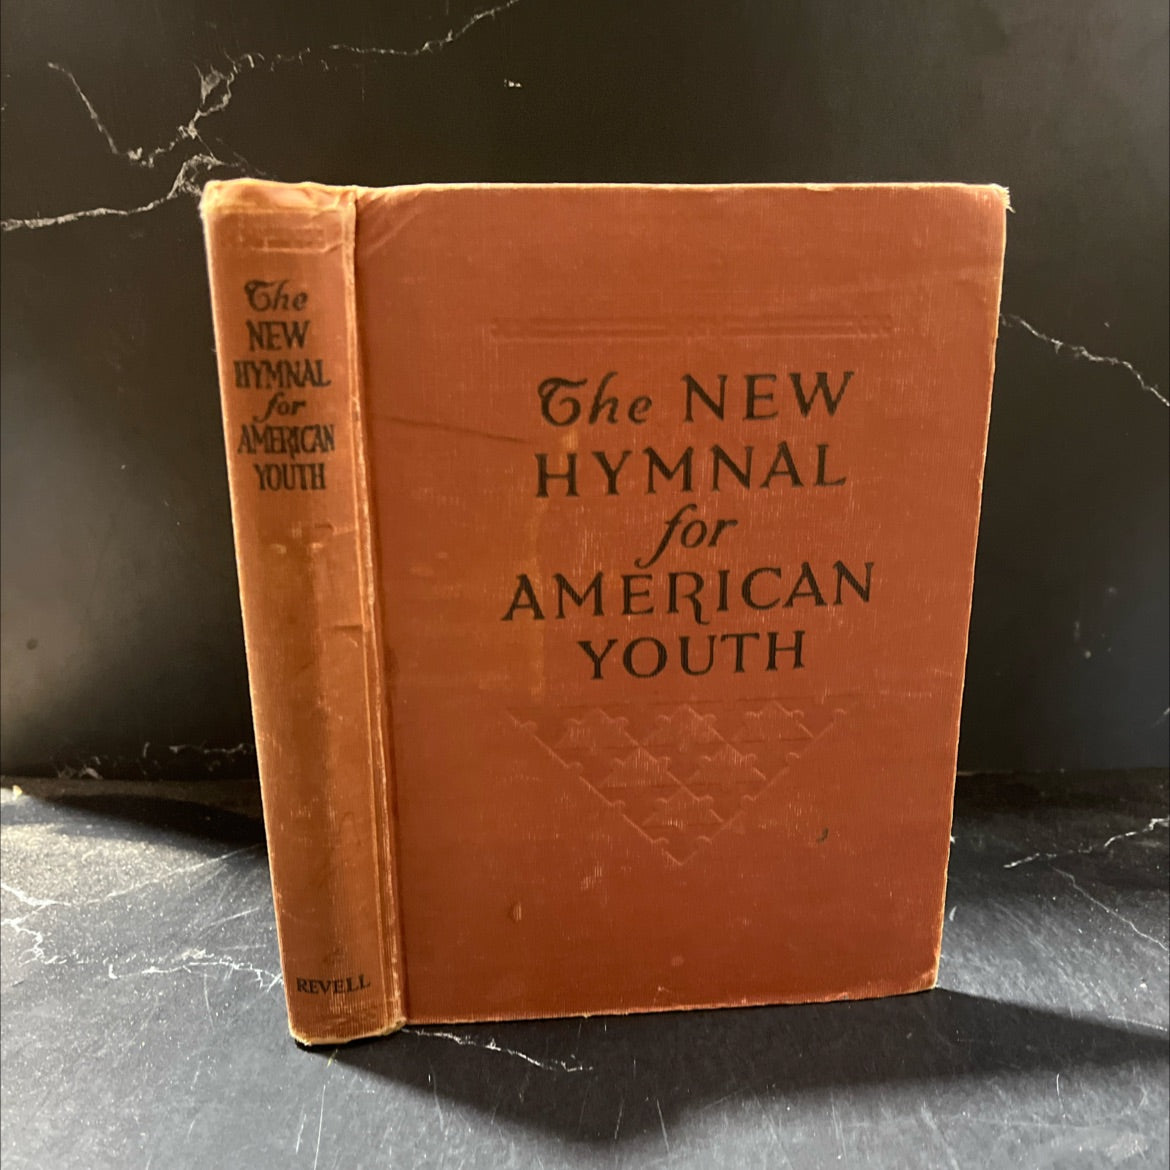 The
NEW
HYMNAL
for
AMERICAN
YOUTH
REVELL
The NEW
HYMNAL
for
AMERICAN
YOUTH